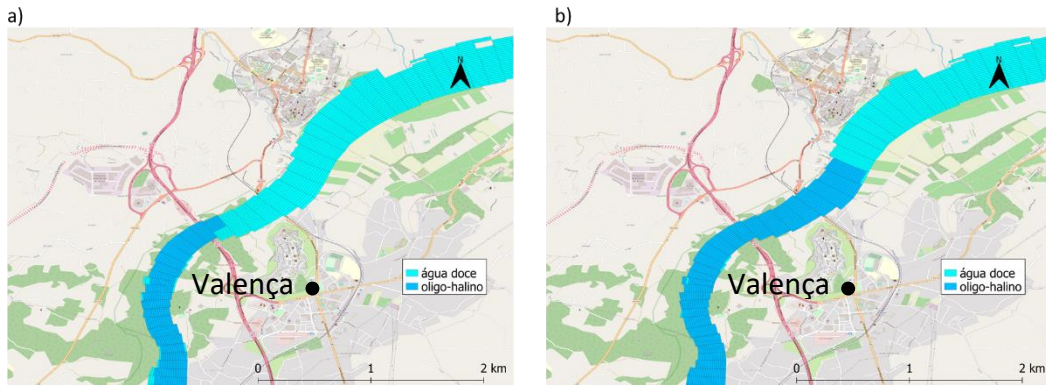 a)
N
Valença
água doce
oligo-halino
0 1 2 km
b)
N
Valença
água doce
oligo-halino
0 1 2 km